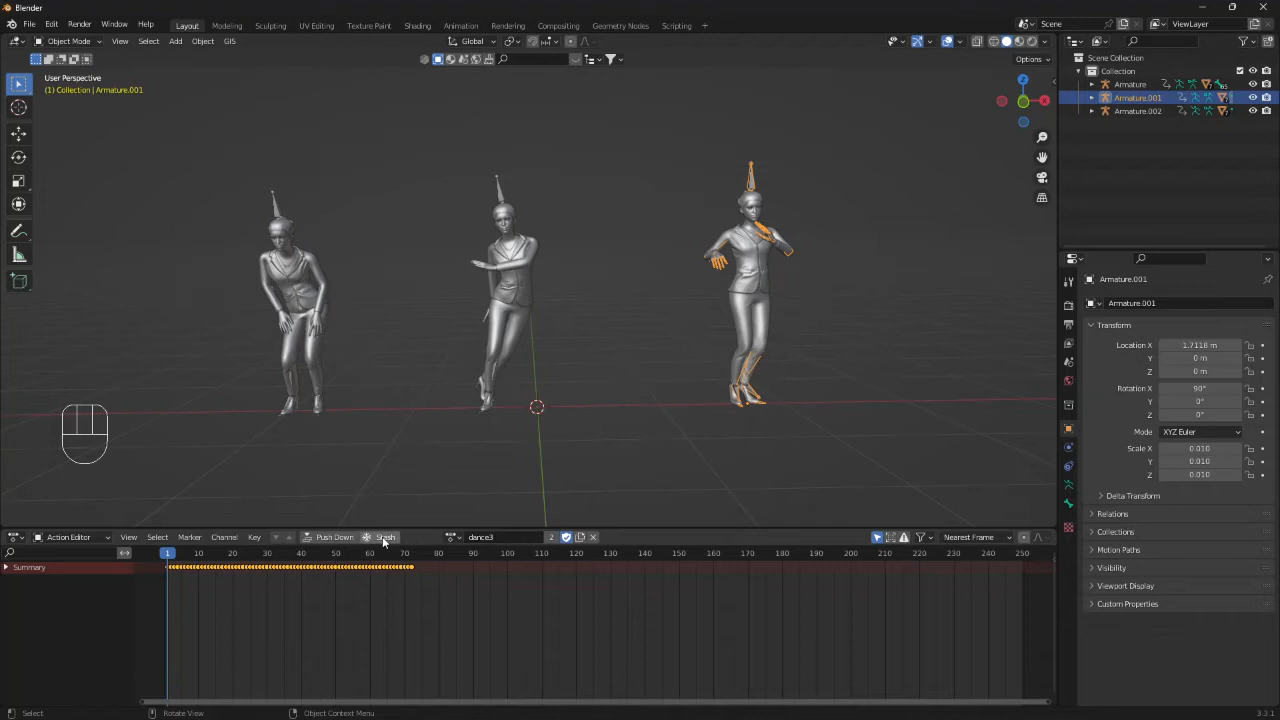 Blender
File Edit Render Window Help Layout Modeling Sculpting UV Editing Texture Paint Shading Animation Rendering Compositing Geometry Nodes Scripting + Scene ViewLayer
Object Mode View Select Add Object GIS Global
Options
User Perspective
(1) Collection | Armature.001
X
Z
Scene Collection
Collection
Armature
Armature.001
Armature.002
Armature.001
Armature.001
Transform
Location X 1.7118 m
Y 0 m
Z 0 m
Rotation X 90°
Y 0°
Z 0°
Mode XYZ Euler
Scale X 0.010
Y 0.010
Z 0.010
Delta Transform
Relations
Collections
Motion Paths
Visibility
Viewport Display
Custom Properties
Action Editor View Select Marker Channel Key Push Down Stash dance3 2 Nearest Frame
1 10 20 30 40 50 60 70 80 90 100 110 120 130 140 150 160 170 180 190 200 210 220 230 240 250
Summary
Select Rotate View Object Context Menu 3.3.1